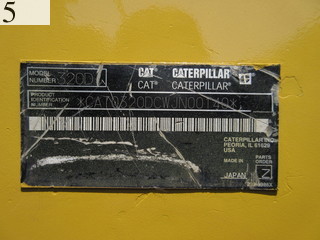 5
MODEL NUMBER 320D
CAT CATERPILLAR
CAT® CATERPILLAR®
PRODUCT
IDENTIFICATION
NUMBER
CATERPILLAR INC.
PEORIA, IL 61629
USA
MADE IN
JAPAN
PARTS
ORDER
Z